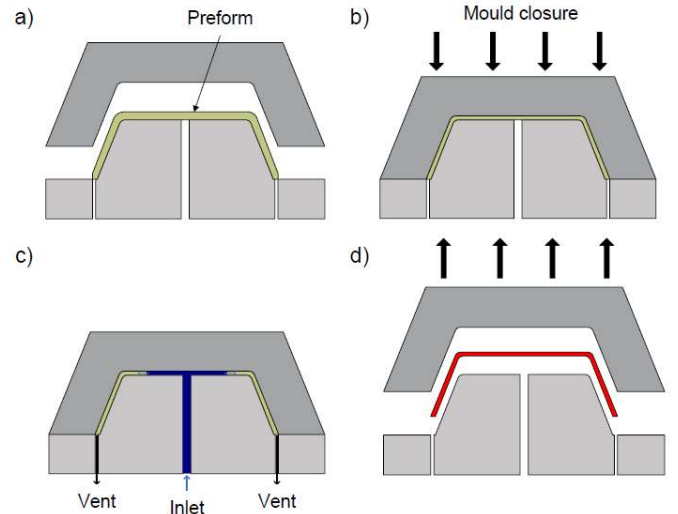 a)
Preform
b)
Mould closure
c)
Vent
Inlet
Vent
d)